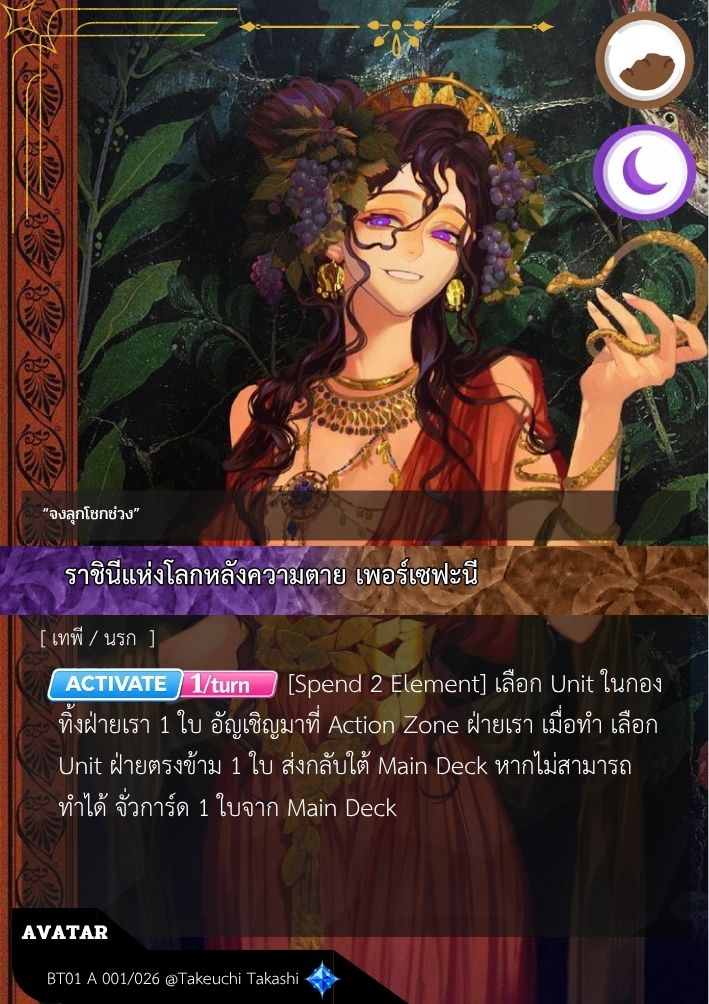 “จงลุกโชกช่วง”
ราชินีแห่งโลกหลังความตาย เพอร์เซฟะนี
[ เทพี / นรก ]
ACTIVATE 1/turn [Spend 2 Element] เลือก Unit ในกอง
ทิ้งฝ่ายเรา 1 ใบ อัญเชิญมาที่ Action Zone ฝ่ายเรา เมื่อทำ เลือก
Unit ฝ่ายตรงข้าม 1 ใบ ส่งกลับใต้ Main Deck หากไม่สามารถ
ทำได้ จั่วการ์ด 1 ใบจาก Main Deck
AVATAR
BT01 A 001/026 @Takeuchi Takashi